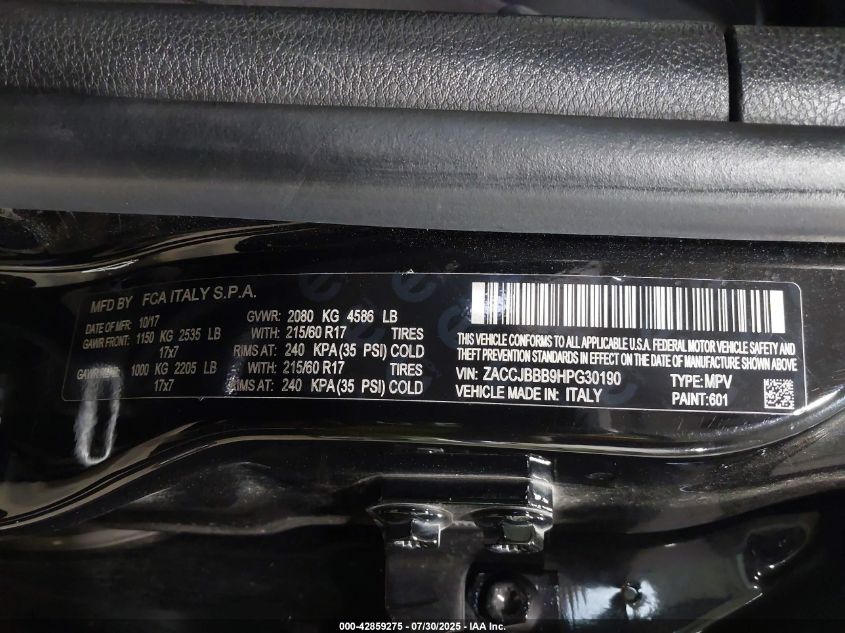 MFD BY FCA ITALY S.P.A.
DATE OF MFR: 10/17 GVWR: 2080 KG 4586 LB
GAWR FRONT: 1150 KG 2535 LB WITH: 215/60 R17 TIRES
17x7 RIMS AT: 240 KPA(35 PSI) COLD
GAWR 1000 KG 2205 LB WITH: 215/60 R17 TIRES
17x7 RIMS AT: 240 KPA(35 PSI) COLD
THIS VEHICLE CONFORMS TO ALL APPLICABLE U.S.A. FEDERAL MOTOR VEHICLE SAFETY,
BUMPER AND THEFT PREVENTION STANDARDS IN EFFECT ON THE DATE OF MANUFACTURE SHOWN ABOVE
VIN: ZACCJBBB9HPG30190 TYPE: MPV
VEHICLE MADE IN: ITALY PAINT: 601
000-42859275 - 07/30/2025 - IAA Inc.